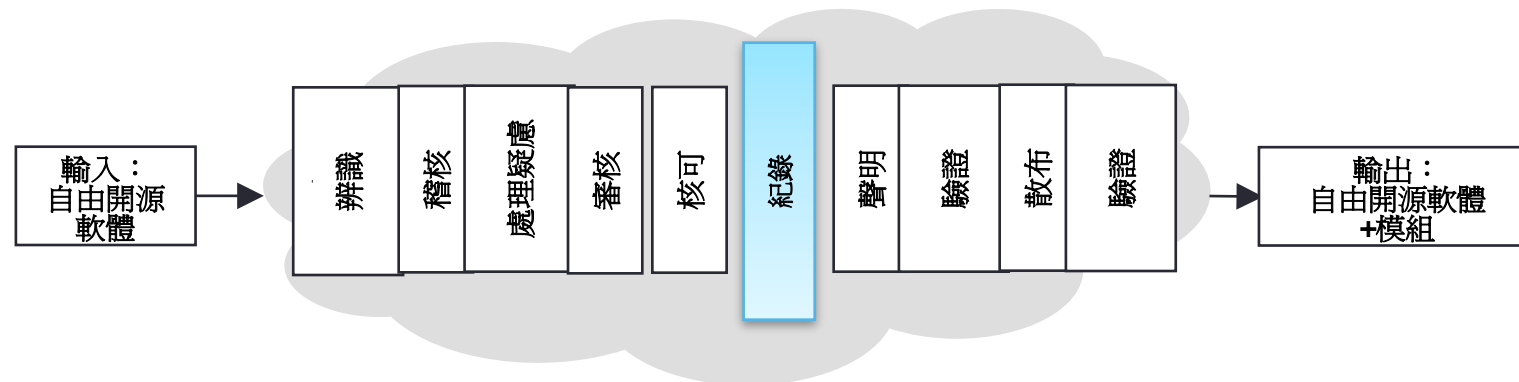 輸入：
自由開源
軟體
辨識
稽核
處理疑慮
審核
核可
紀錄
聲明
驗證
散布
驗證
輸出：
自由開源軟體
+模組